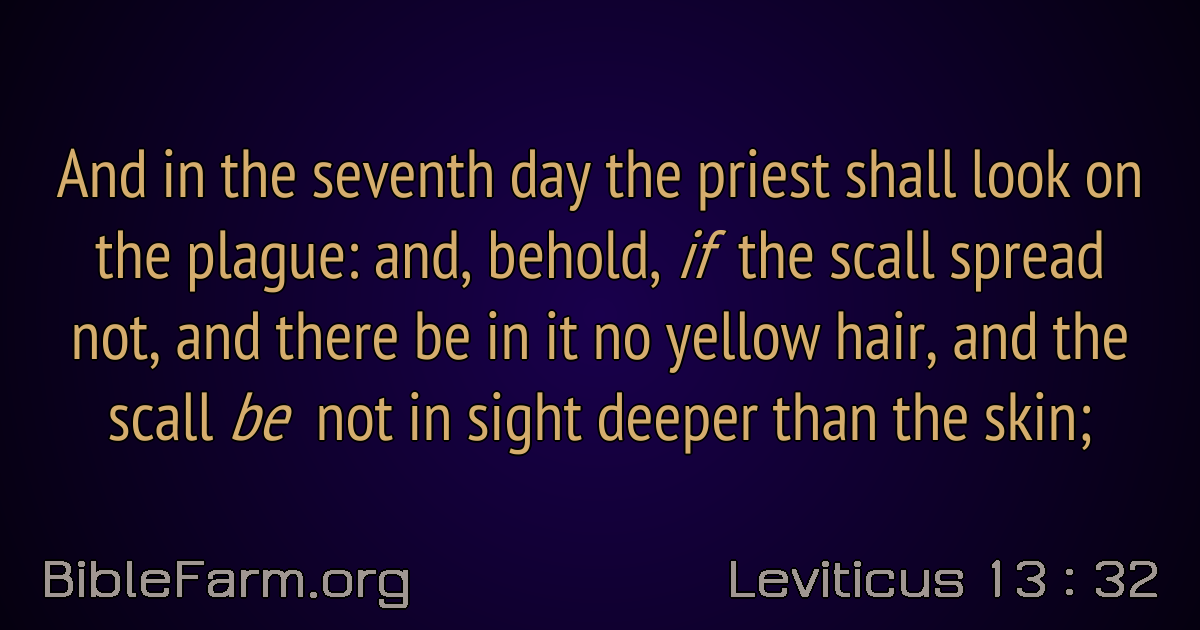 And in the seventh day the priest shall look on
the plague: and, behold, if the scall spread
not, and there be in it no yellow hair, and the
scall be not in sight deeper than the skin;
BibleFarm.org
Leviticus 13 : 32